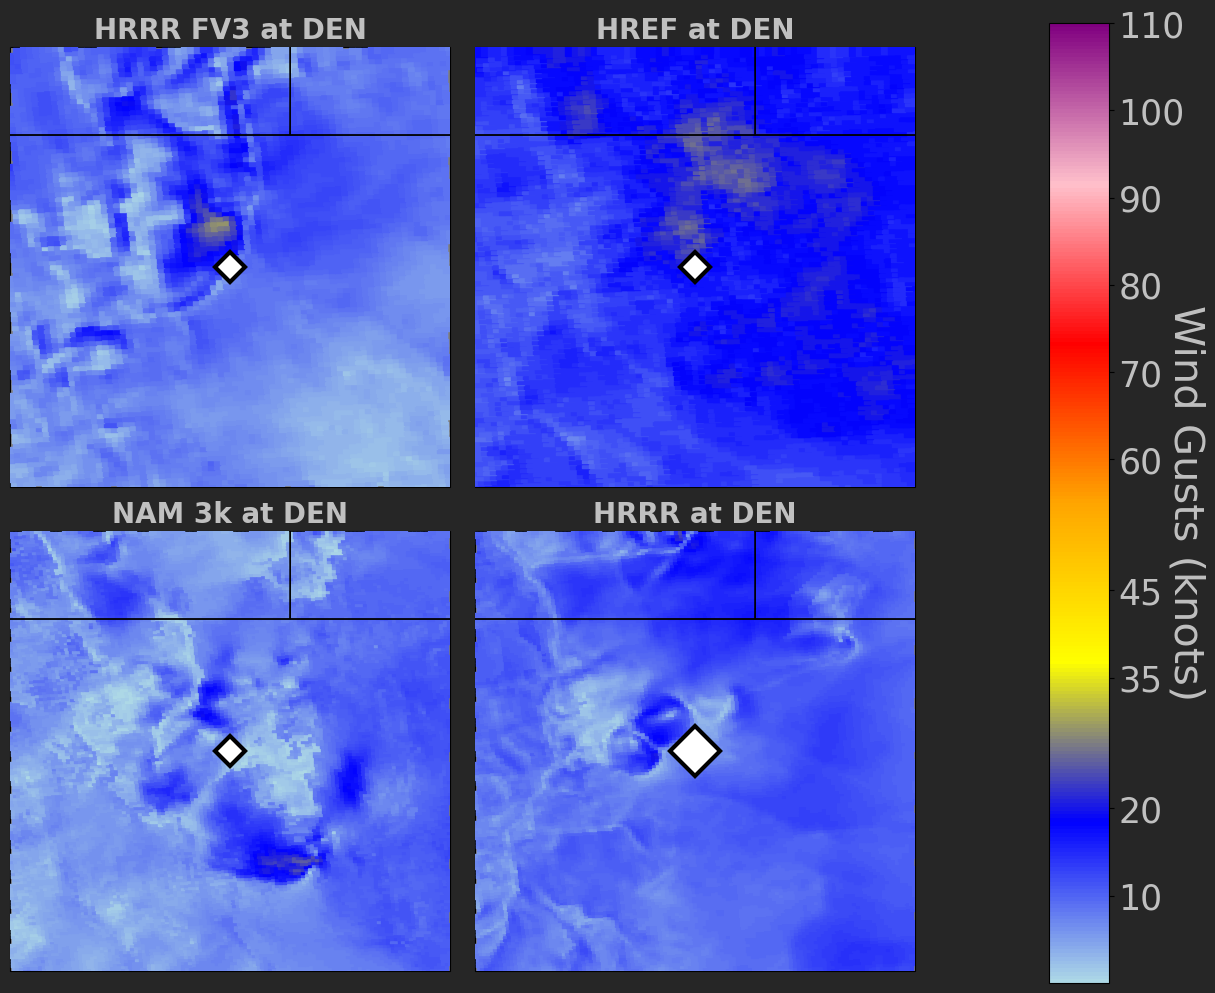 HRRR FV3 at DEN
HREF at DEN
NAM 3k at DEN
HRRR at DEN
110
100
90
80
70
60
45
35
20
10
Wind Gusts (knots)